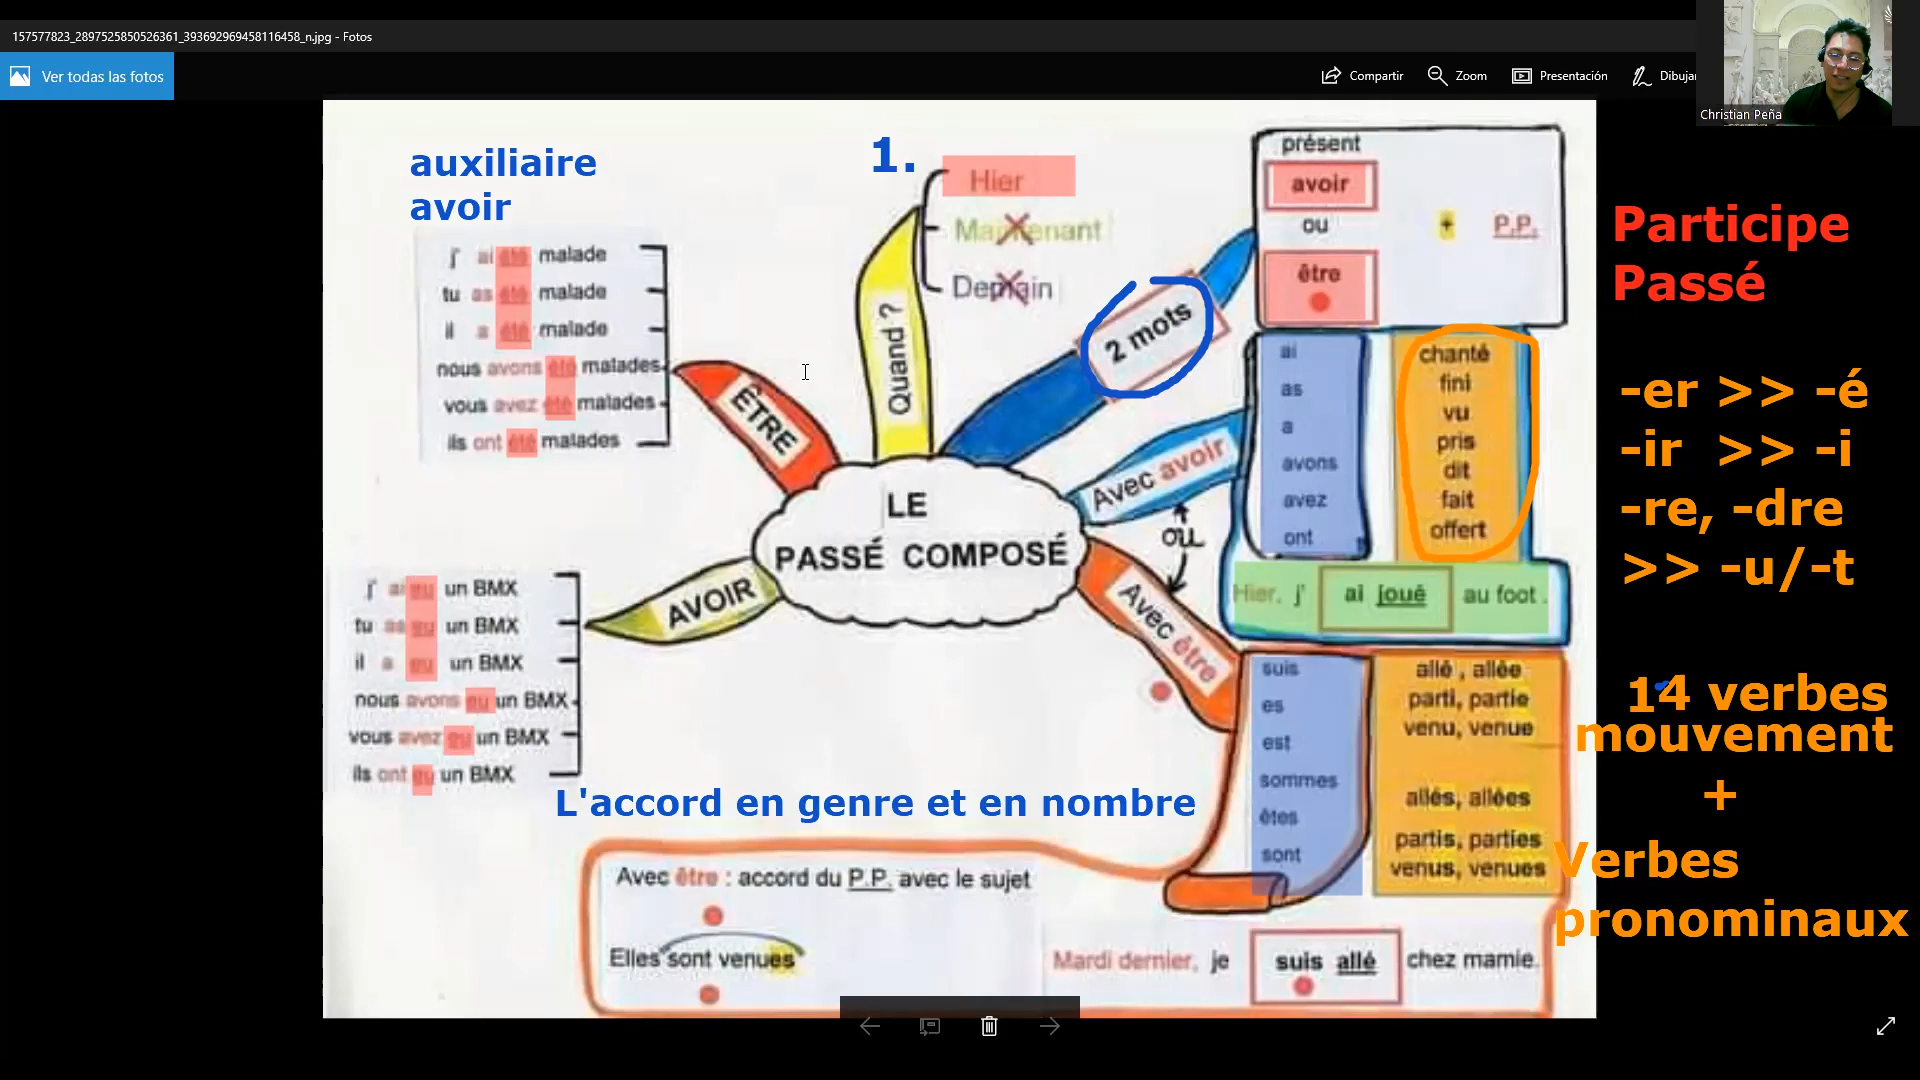 157577823_2897525850526361_393692969458116458_n.jpg - Fotos
Ver todas las fotos
Compartir
Zoom
Presentación
Dibujar
Christian Peña
auxiliaire
avoir
j' ai été malade
tu as été malade
il a été malade
nous avons été malades
vous avez été malades
ils ont été malades
ÊTRE
1.
Hier
Maintenant
Demain
Quand ?
2 mots
présent
avoir
ou
être
+ P.P.
Participe
Passé
Avec avoir
ai
as
a
avons
avez
ont
chanté
fini
vu
pris
dit
fait
offert
-er >> -é
-ir >> -i
-re, -dre
>> -u/-t
LE
PASSÉ COMPOSÉ
ou
Hier, j' ai joué au foot.
AVOIR
j' ai eu un BMX
tu as eu un BMX
il a eu un BMX
nous avons eu un BMX
vous avez eu un BMX
ils ont eu un BMX
Avec être
suis
es
est
sommes
êtes
sont
allé , allée
parti, partie
venu, venue
allés, allées
partis, parties
venus, venues
14 verbes
mouvement
+
Verbes
pronominaux
L'accord en genre et en nombre
Avec être : accord du P.P. avec le sujet
Elles sont venues
Mardi dernier, je suis allé chez mamie.